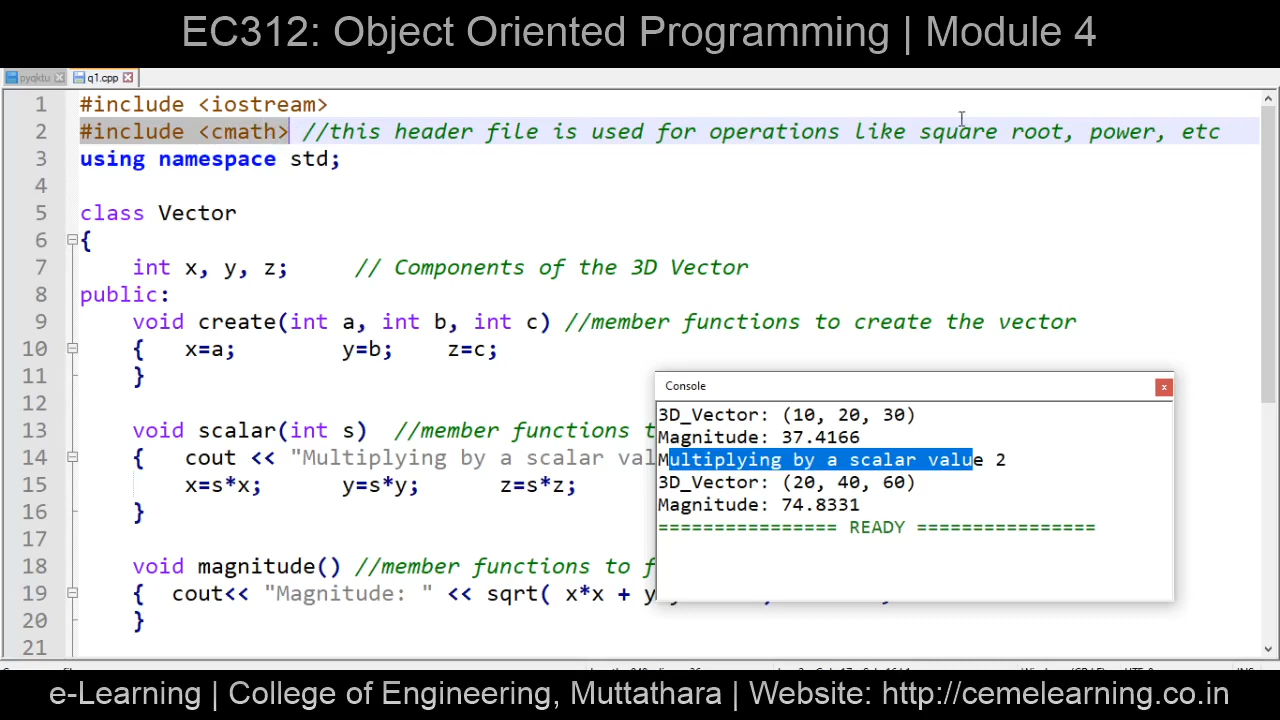 EC312: Object Oriented Programming | Module 4
pyqktu q1.cpp
1 #include <iostream>
2 #include <cmath> //this header file is used for operations like square root, power, etc
3 using namespace std;
4
5 class Vector
6 {
7 int x, y, z; // Components of the 3D Vector
8 public:
9 void create(int a, int b, int c) //member functions to create the vector
10 { x=a; y=b; z=c;
11 }
12
13 void scalar(int s) //member functions t
14 { cout << "Multiplying by a scalar val
15 x=s*x; y=s*y; z=s*z;
16 }
17
18 void magnitude() //member functions to f
19 { cout<< "Magnitude: " << sqrt( x*x + y
20 }
21
Console
3D_Vector: (10, 20, 30)
Magnitude: 37.4166
Multiplying by a scalar value 2
3D_Vector: (20, 40, 60)
Magnitude: 74.8331
================ READY ================
e-Learning | College of Engineering, Muttathara | Website: http://cemelearning.co.in